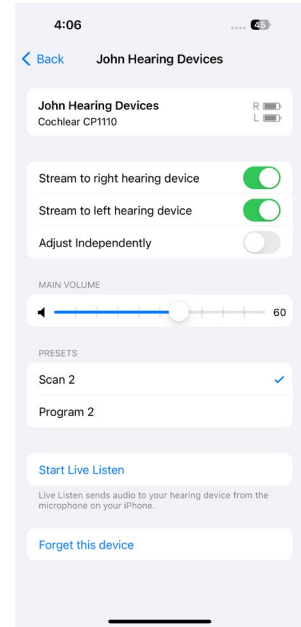 4:06
45
Back
John Hearing Devices
John Hearing Devices
Cochlear CP1110
R
L
Stream to right hearing device
Stream to left hearing device
Adjust Independently
MAIN VOLUME
60
PRESETS
Scan 2
Program 2
Start Live Listen
Live Listen sends audio to your hearing device from the
microphone on your iPhone.
Forget this device